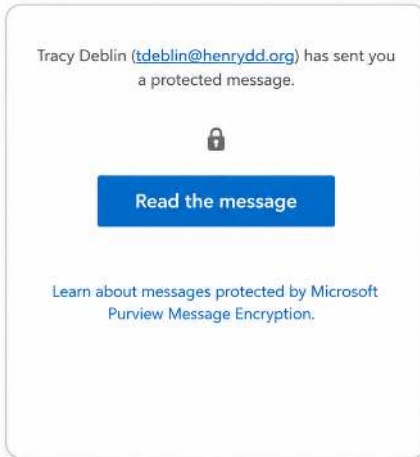 Tracy Deblin (tdeblin@henrydd.org) has sent you
a protected message.
Read the message
Learn about messages protected by Microsoft
Purview Message Encryption.